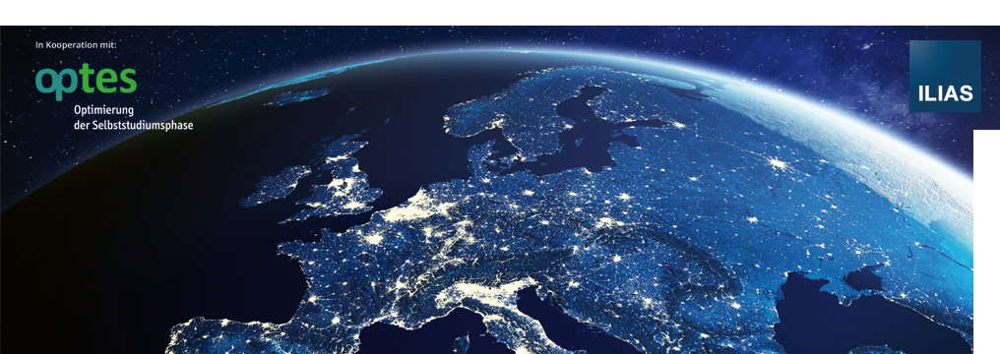 In Kooperation mit:
optes
Optimierung
der Selbststudiumsphase
ILIAS